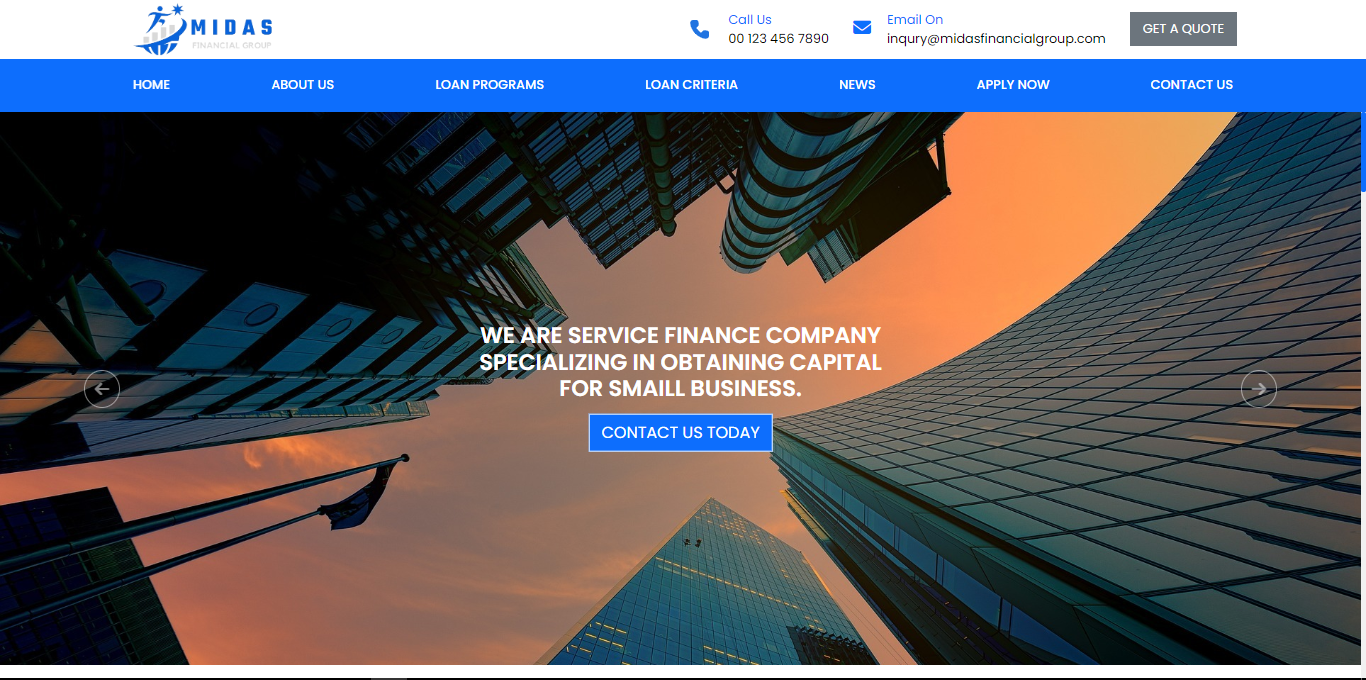 MIDAS
FINANCIAL GROUP
Call Us
00 123 456 7890
Email On
inqury@midasfinancialgroup.com
GET A QUOTE
HOME
ABOUT US
LOAN PROGRAMS
LOAN CRITERIA
NEWS
APPLY NOW
CONTACT US
WE ARE SERVICE FINANCE COMPANY
SPECIALIZING IN OBTAINING CAPITAL
FOR SMAILL BUSINESS.
CONTACT US TODAY